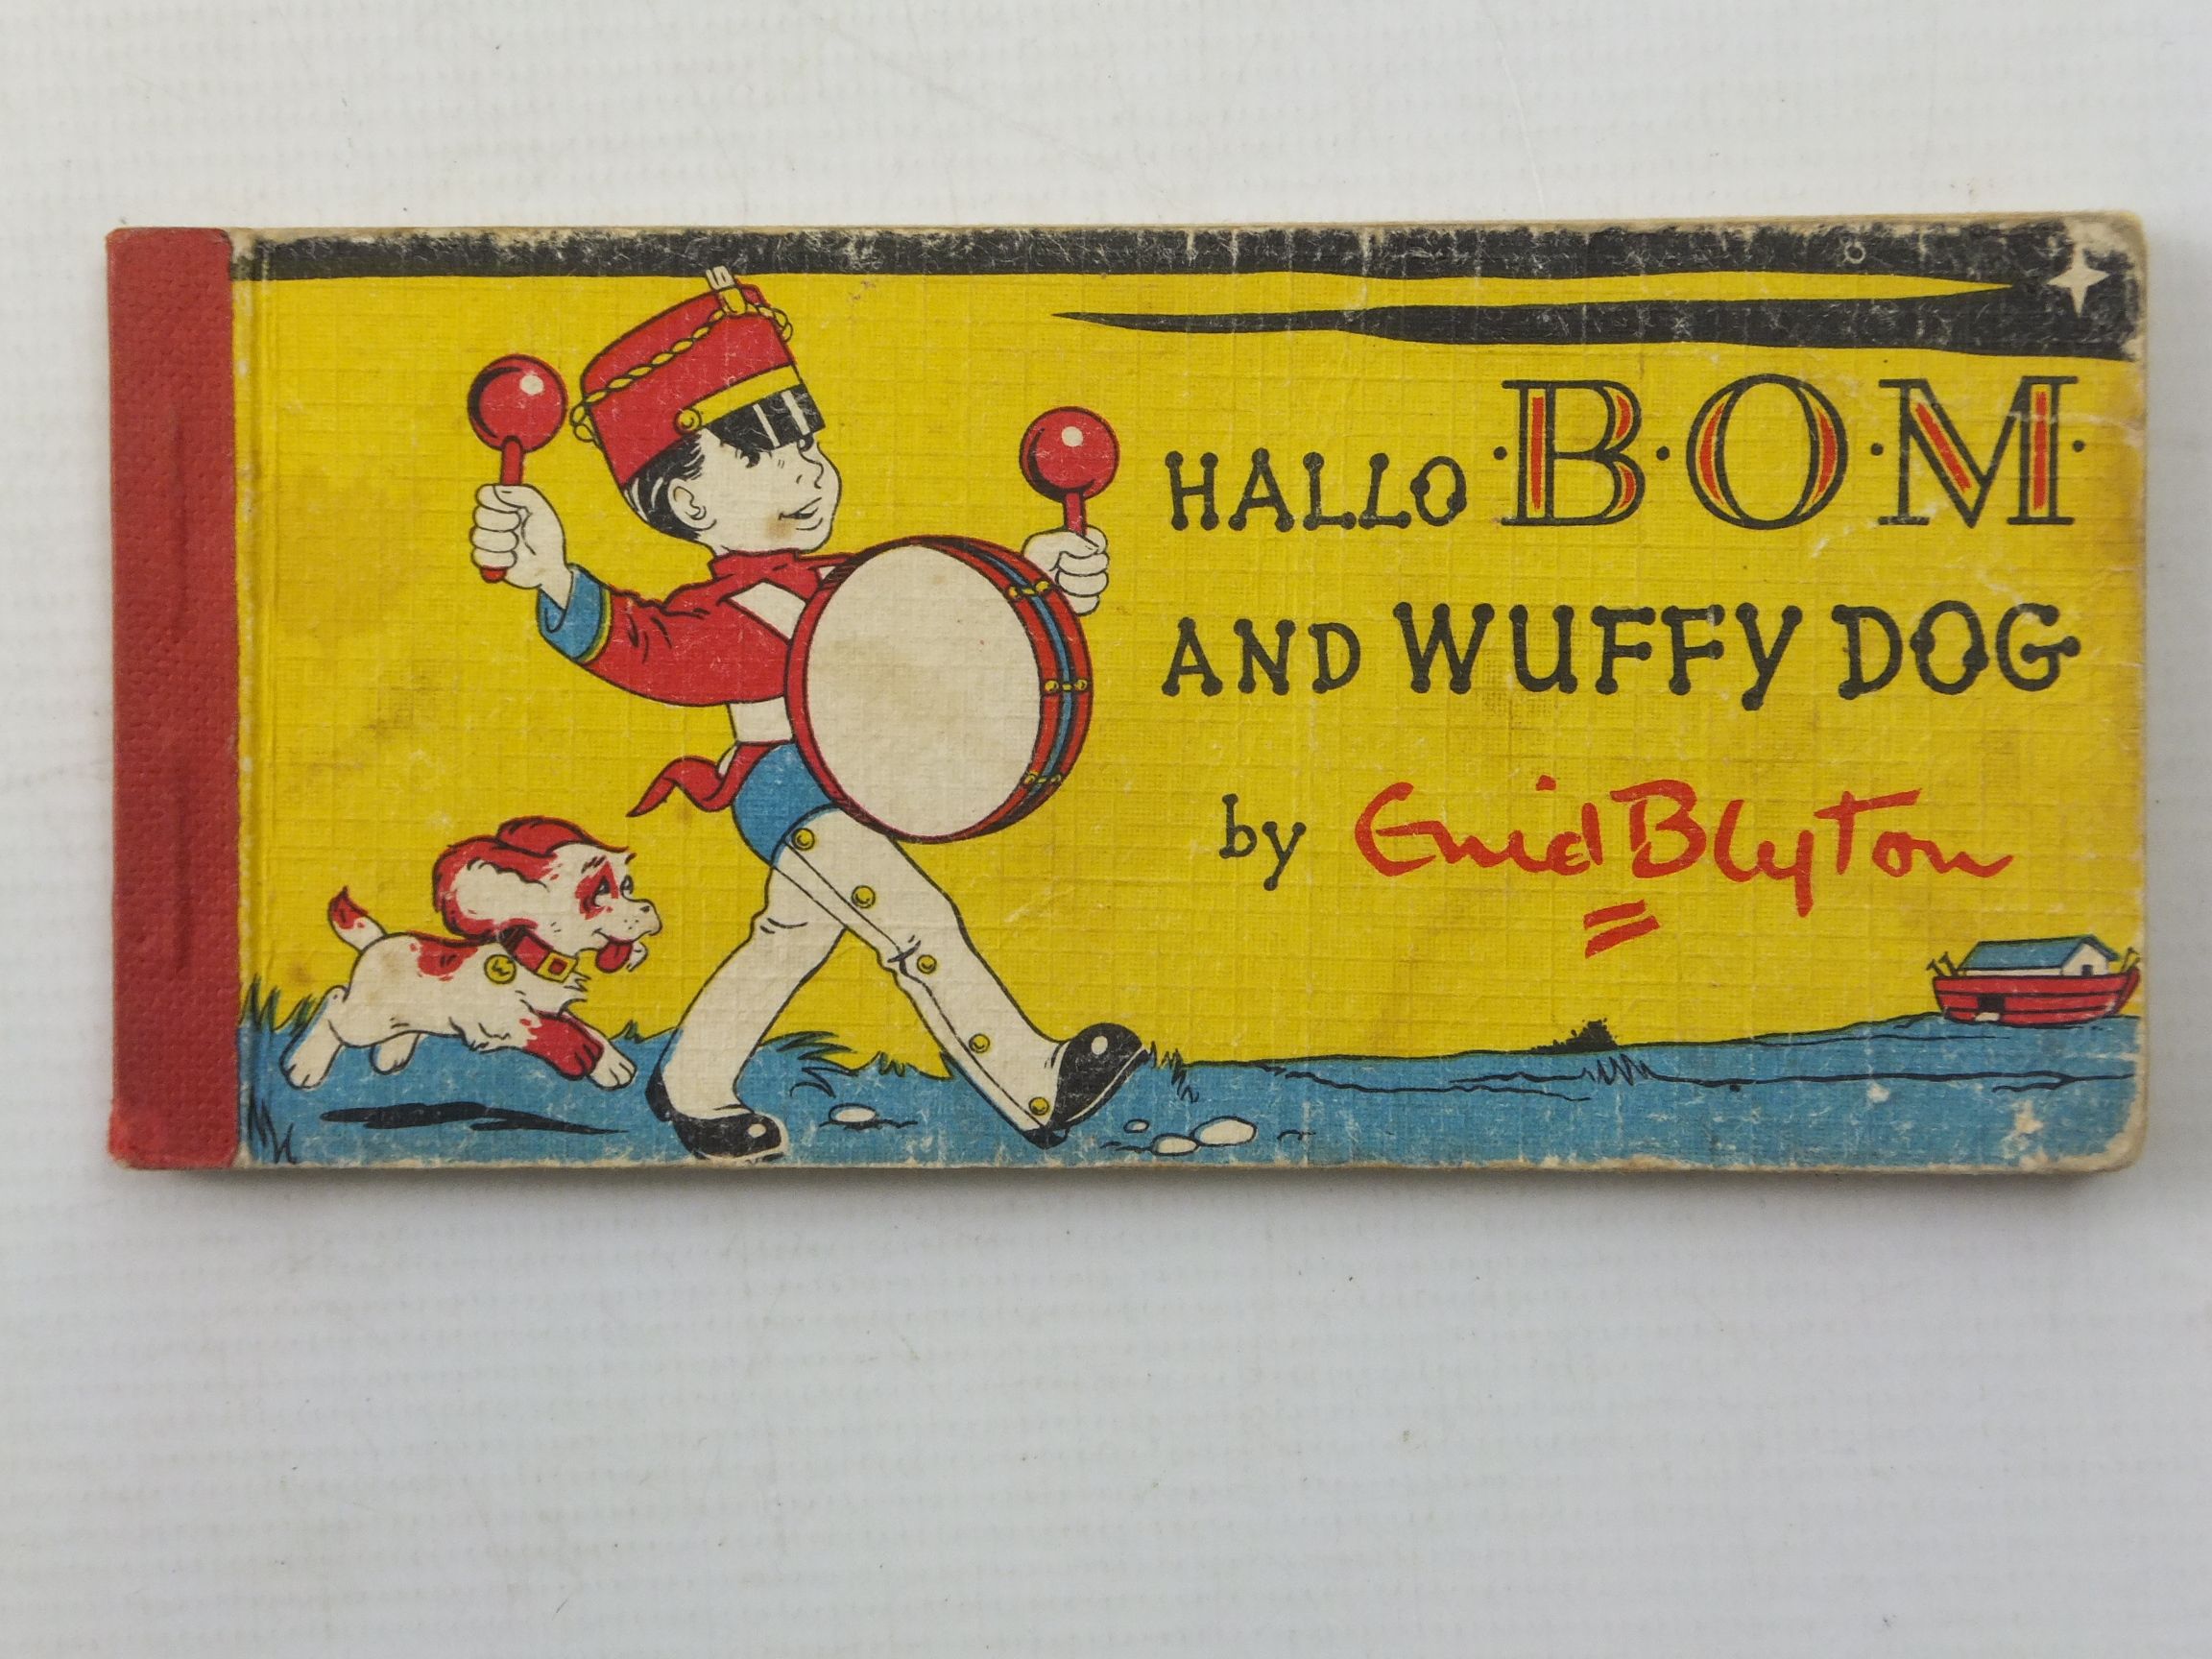 HALLO ·B·O·M·
AND WUFFY DOG
by Enid Blyton